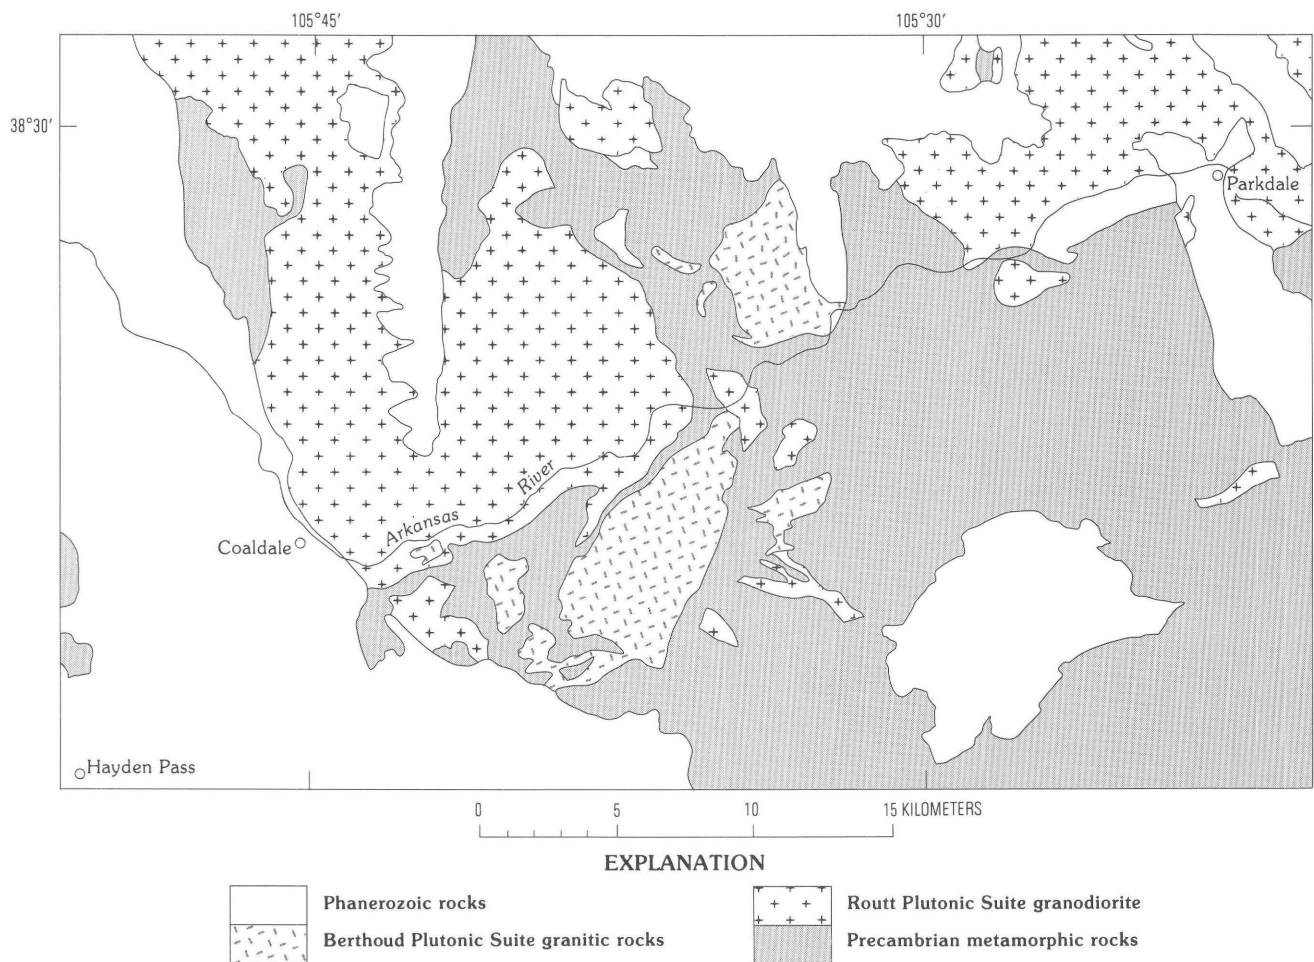 105°45′
105°30′
38°30′
Parkdale
Arkansas River
Coaldale
Hayden Pass
0 5 10 15 KILOMETERS
EXPLANATION
Phanerozoic rocks
Routt Plutonic Suite granodiorite
Berthoud Plutonic Suite granitic rocks
Precambrian metamorphic rocks